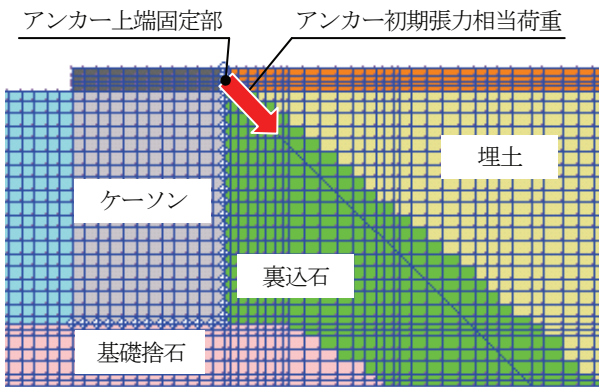 アンカー上端固定部
アンカー初期張力相当荷重
埋土
ケーソン
裏込石
基礎捨石